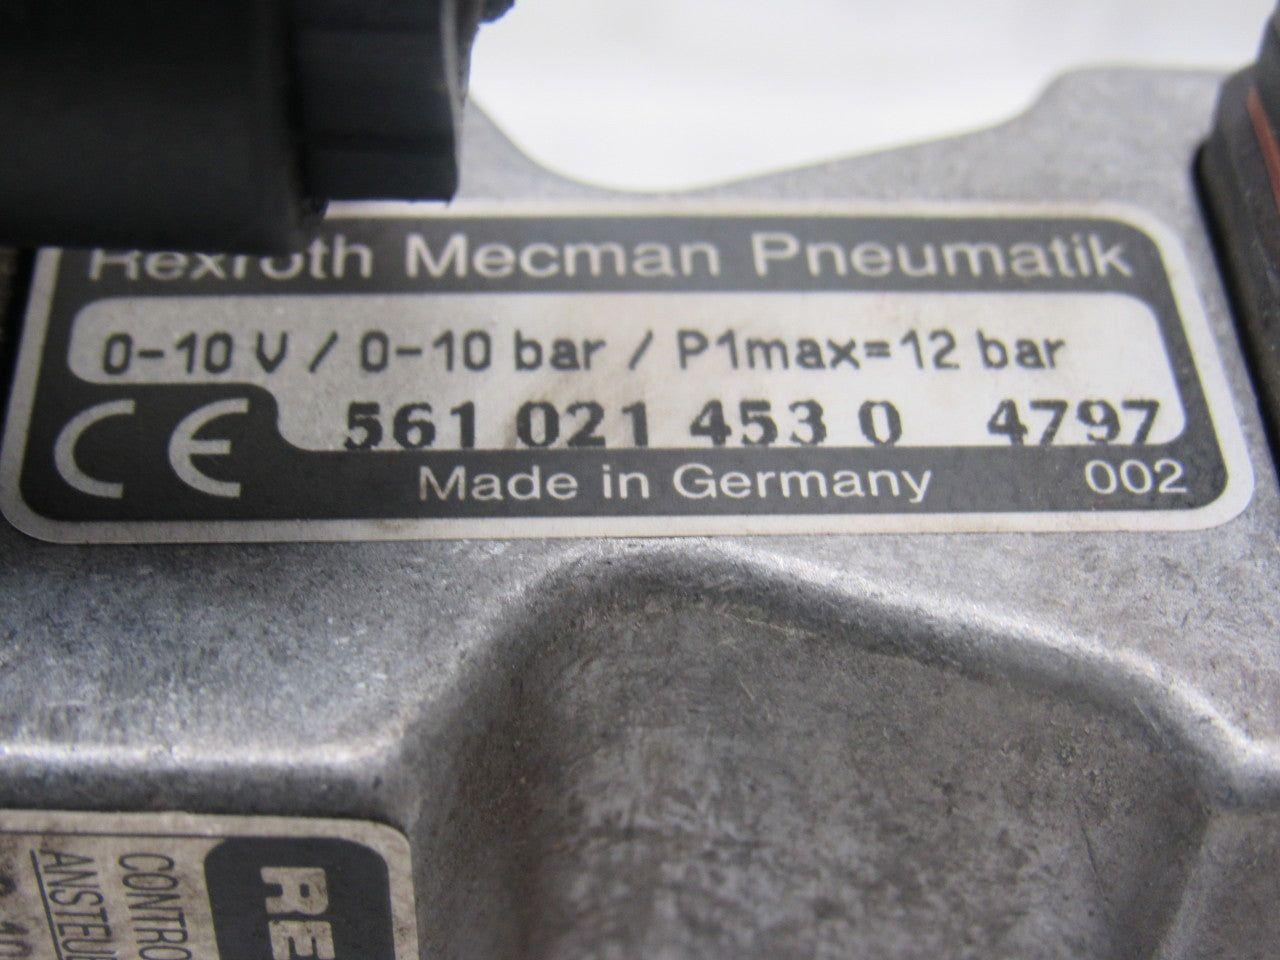 Rexroth Mecman Pneumatik
0-10 V / 0-10 bar / P1max=12 bar
CE 561 021 453 0 4797
Made in Germany 002